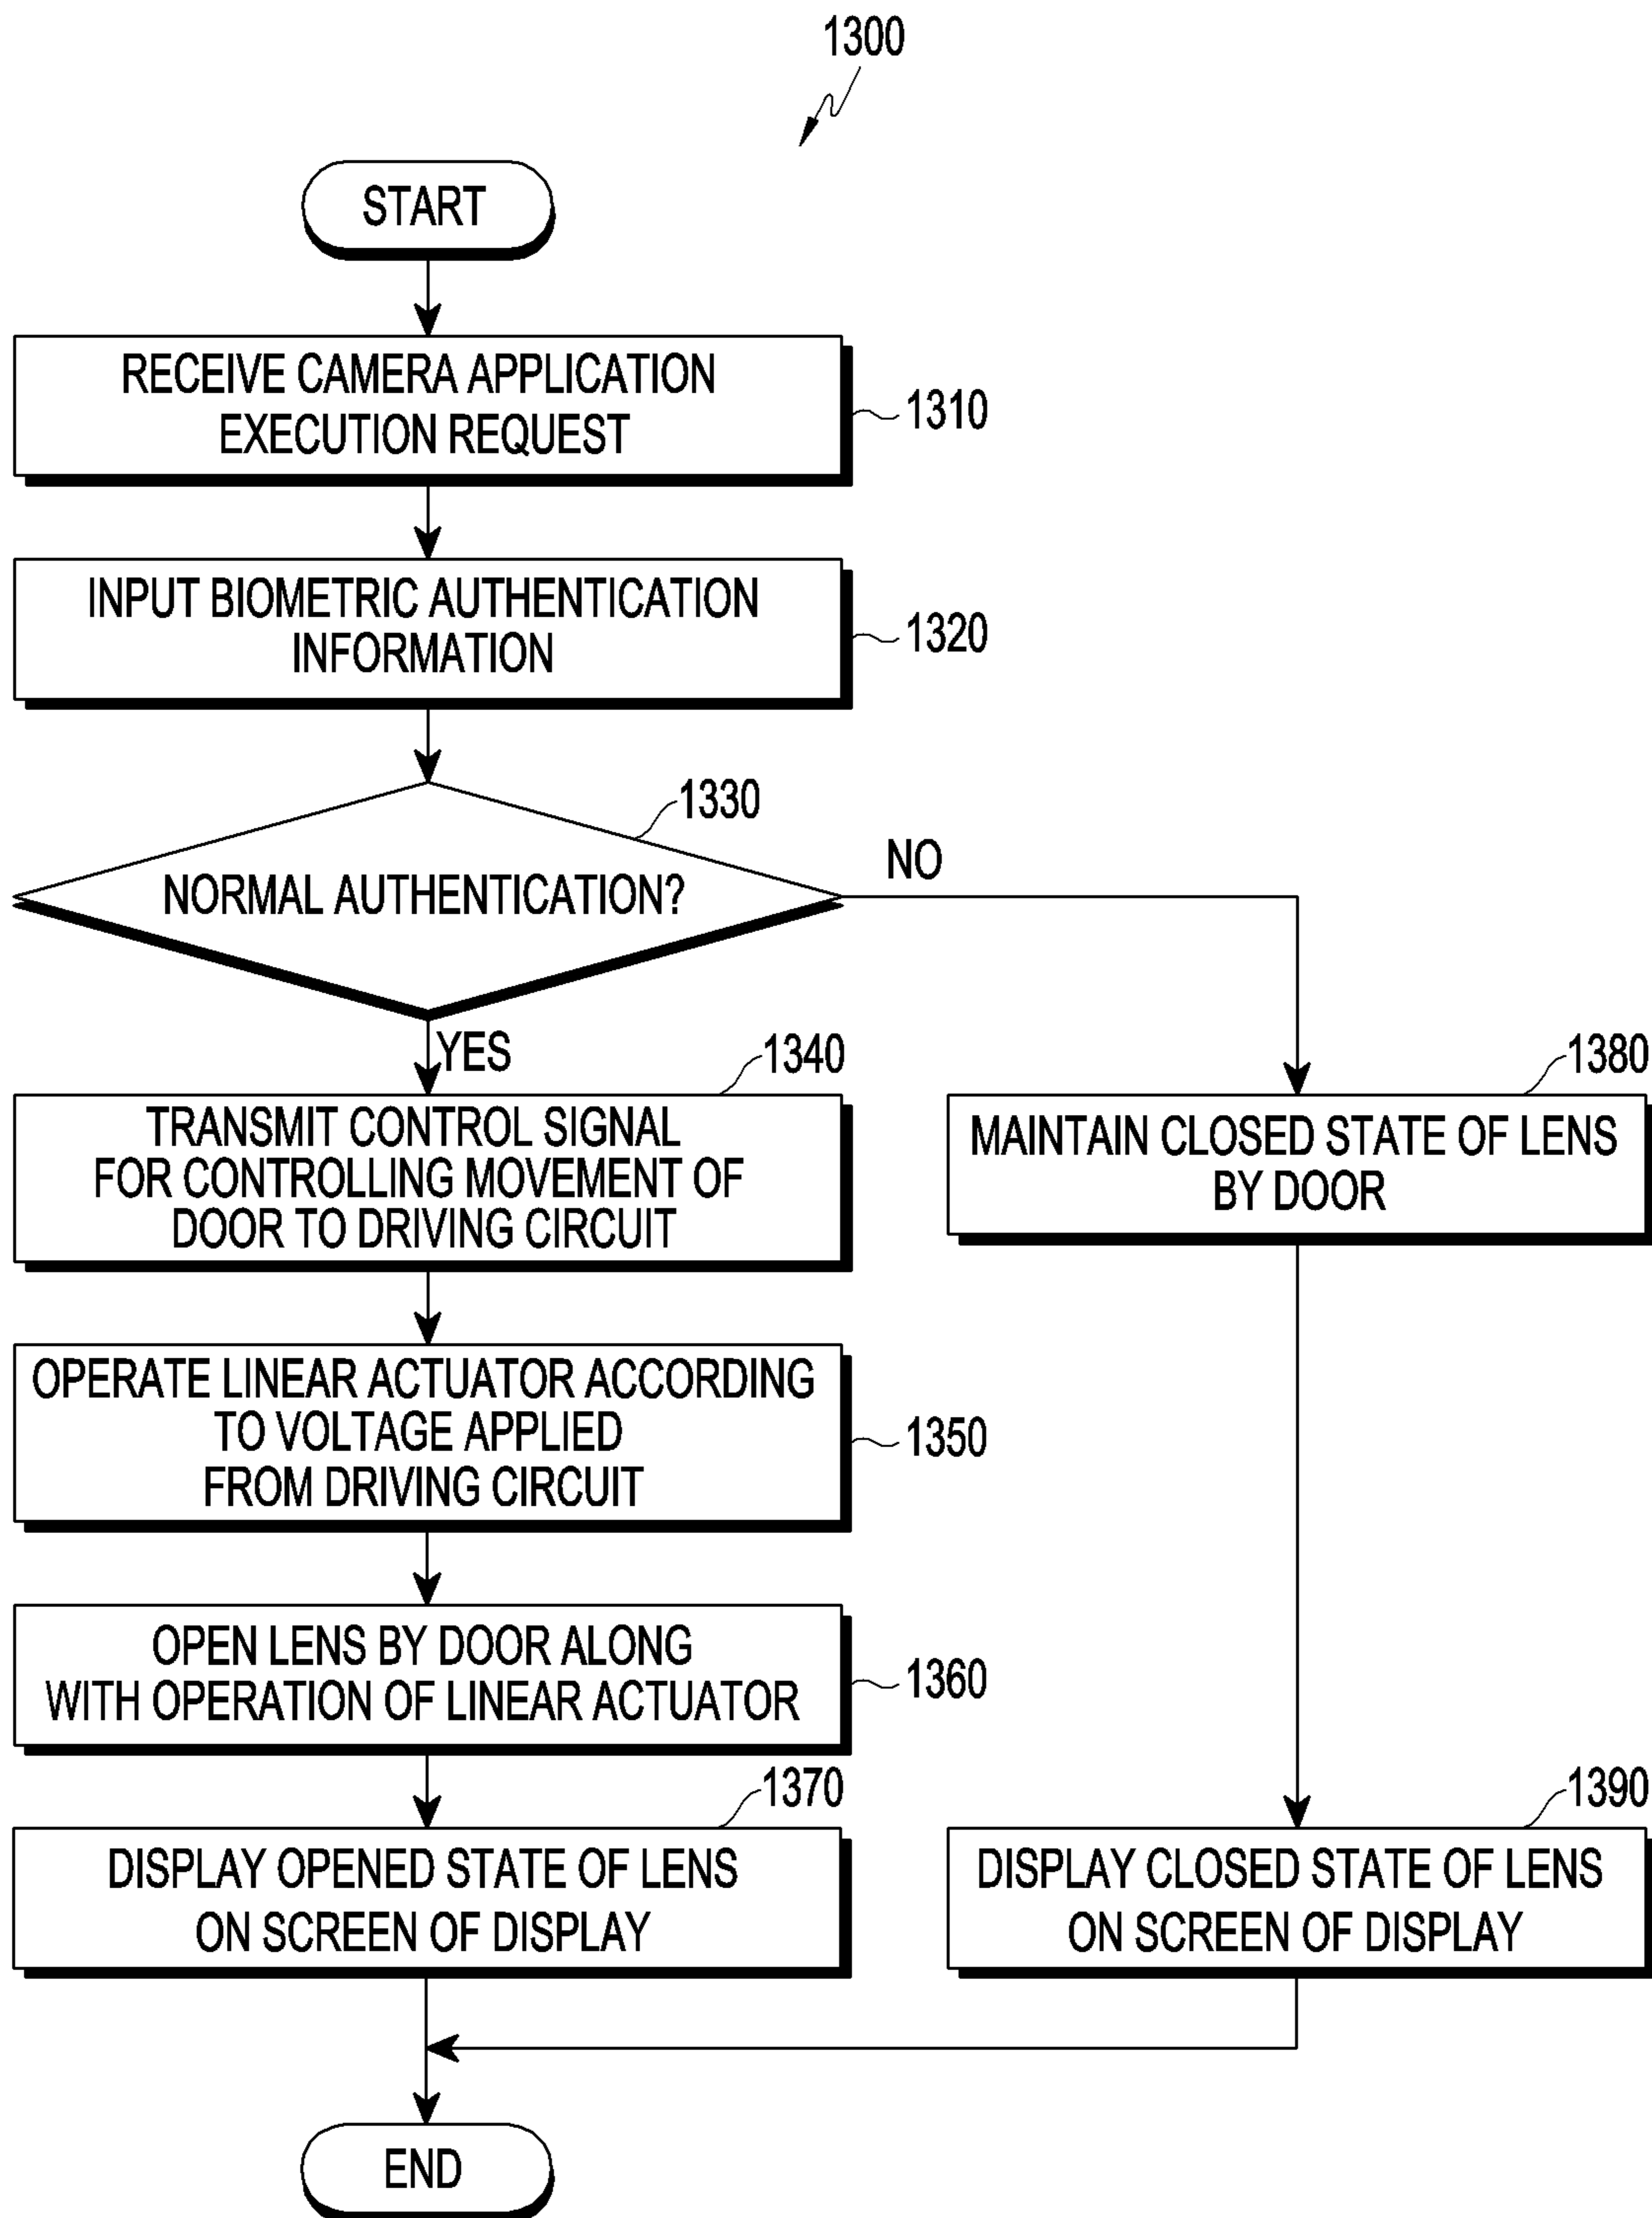 1300
START
RECEIVE CAMERA APPLICATION
EXECUTION REQUEST
1310
INPUT BIOMETRIC AUTHENTICATION
INFORMATION
1320
1330
NORMAL AUTHENTICATION?
NO
YES
1340
TRANSMIT CONTROL SIGNAL
FOR CONTROLLING MOVEMENT OF
DOOR TO DRIVING CIRCUIT
1380
MAINTAIN CLOSED STATE OF LENS
BY DOOR
OPERATE LINEAR ACTUATOR ACCORDING
TO VOLTAGE APPLIED
FROM DRIVING CIRCUIT
1350
OPEN LENS BY DOOR ALONG
WITH OPERATION OF LINEAR ACTUATOR
1360
1370
DISPLAY OPENED STATE OF LENS
ON SCREEN OF DISPLAY
1390
DISPLAY CLOSED STATE OF LENS
ON SCREEN OF DISPLAY
END